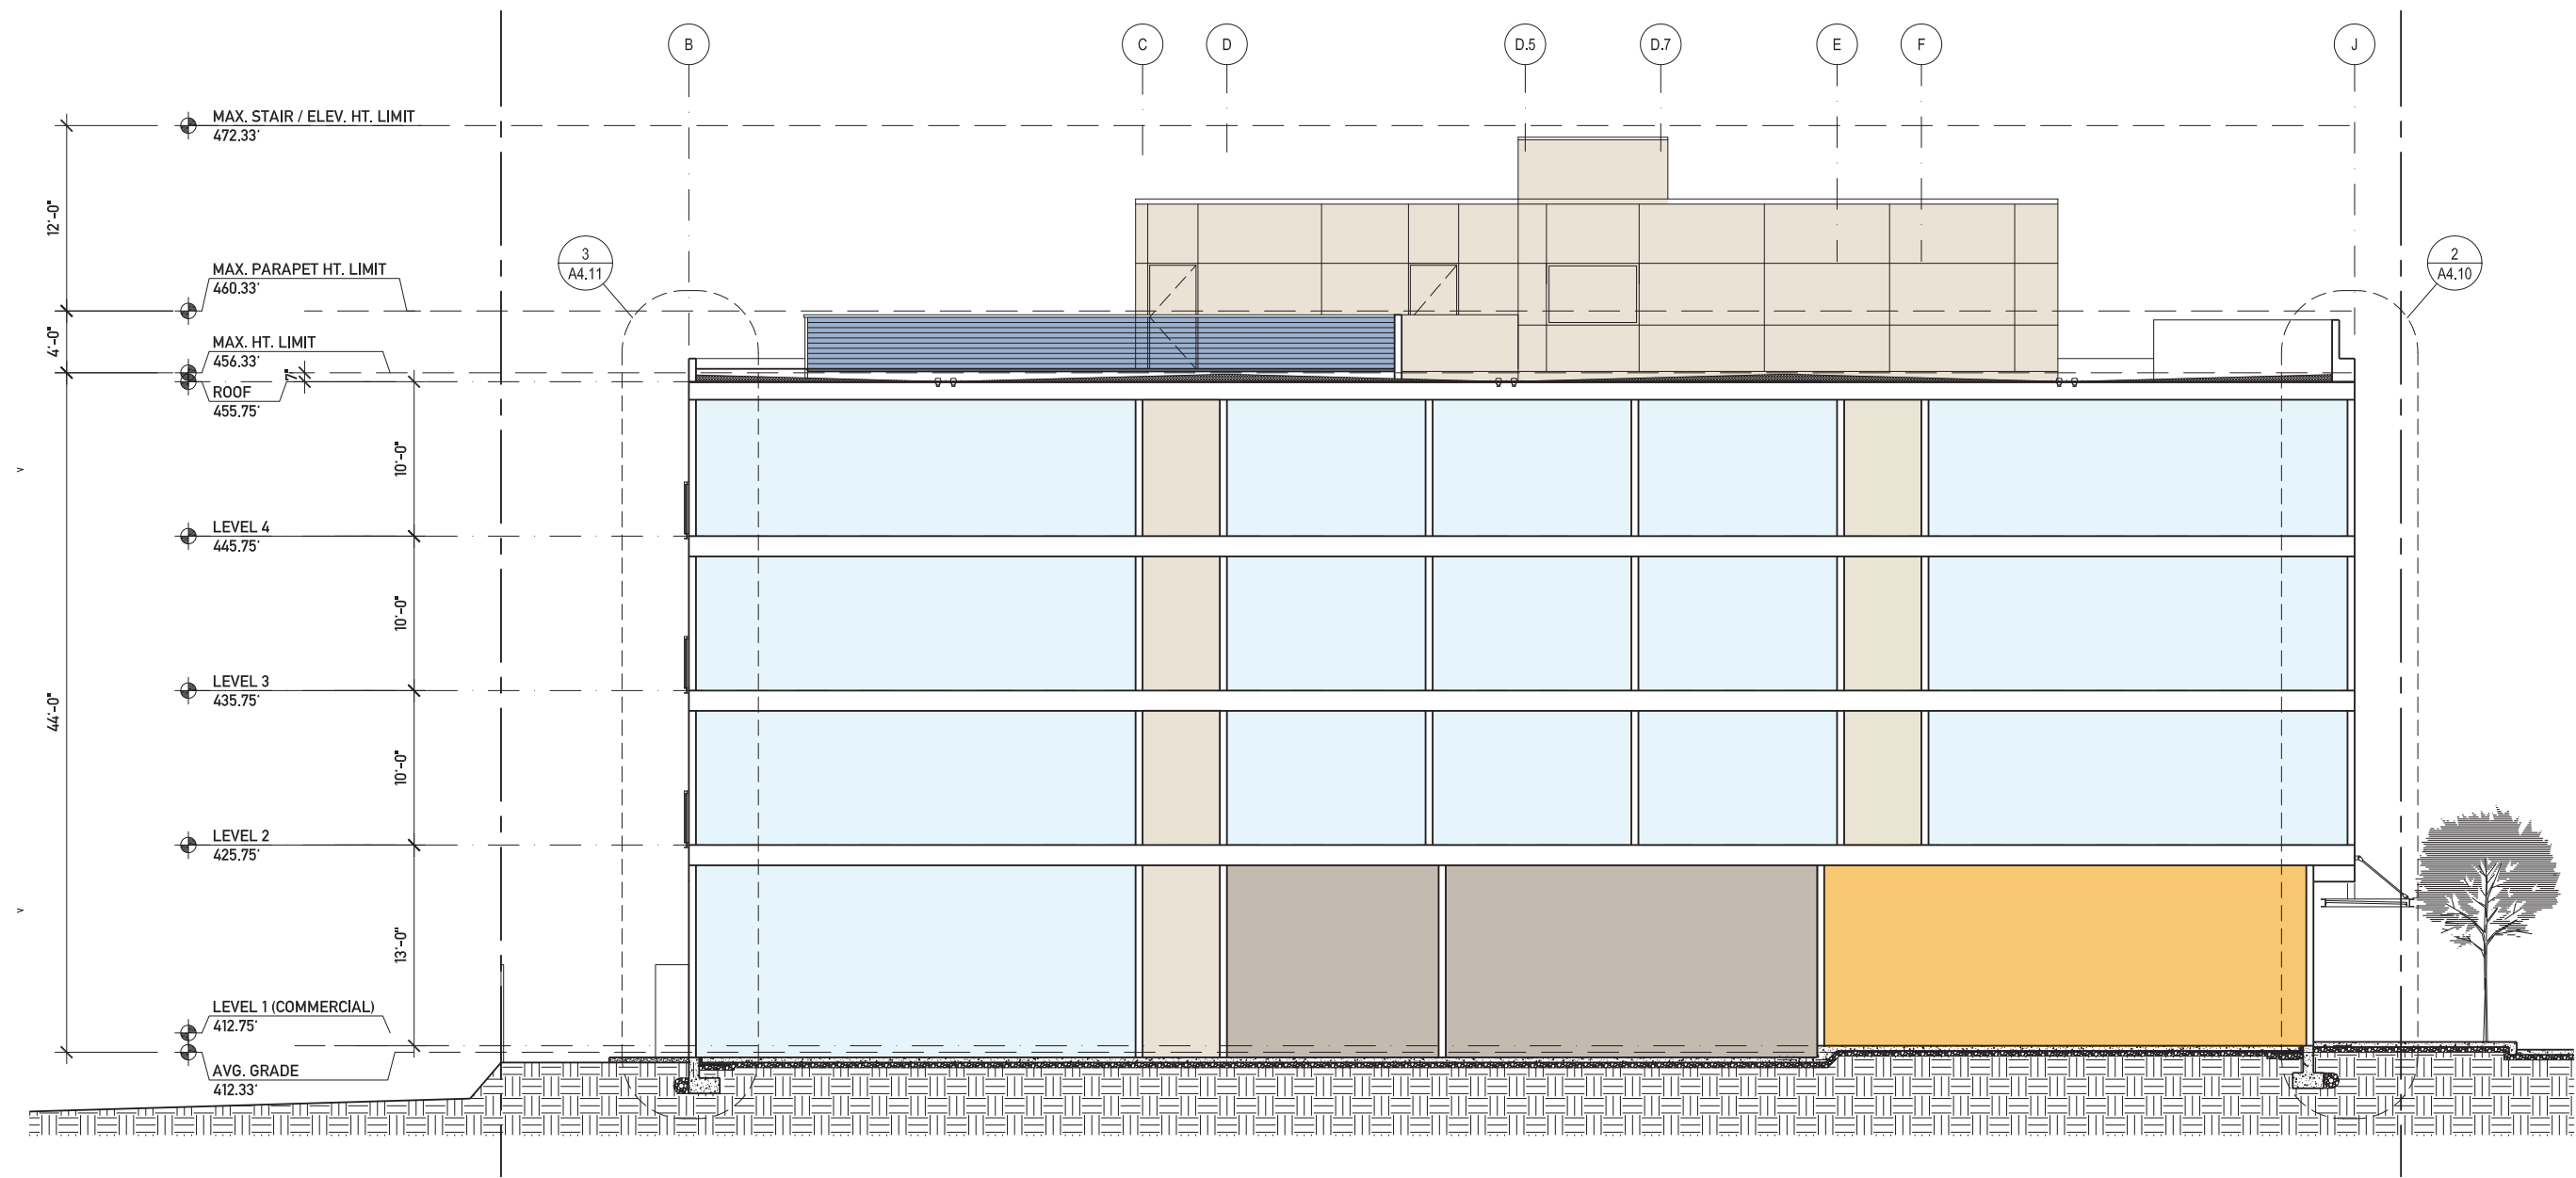 B
C
D
D.5
D.7
E
F
J
MAX. STAIR / ELEV. HT. LIMIT
472.33'
12'-0"
3
A4.11
2
A4.10
MAX. PARAPET HT. LIMIT
460.33'
4'-0"
MAX. HT. LIMIT
456.33'
7"
ROOF
455.75'
10'-0"
LEVEL 4
445.75'
10'-0"
LEVEL 3
435.75'
44'-0"
10'-0"
LEVEL 2
425.75'
13'-0"
LEVEL 1 (COMMERCIAL)
412.75'
AVG. GRADE
412.33'
v
v